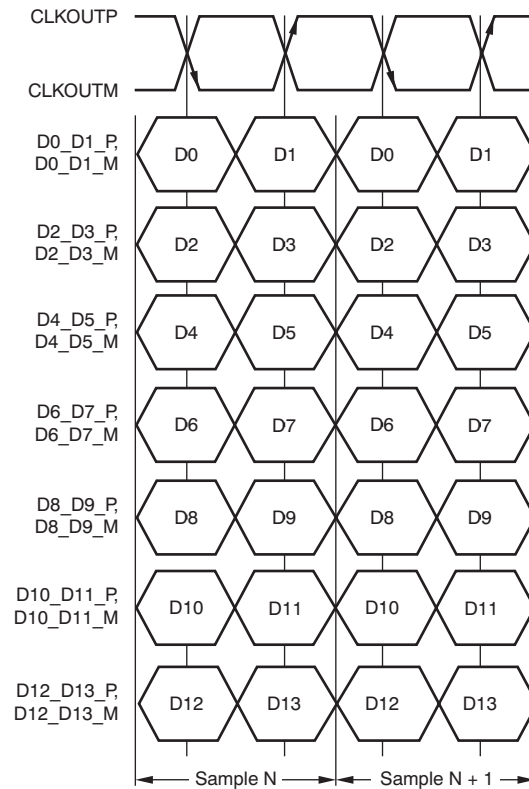 CLKOUTP
CLKOUTM
D0_D1_P,
D0_D1_M
D0 D1 D0 D1
D2_D3_P,
D2_D3_M
D2 D3 D2 D3
D4_D5_P,
D4_D5_M
D4 D5 D4 D5
D6_D7_P,
D6_D7_M
D6 D7 D6 D7
D8_D9_P,
D8_D9_M
D8 D9 D8 D9
D10_D11_P,
D10_D11_M
D10 D11 D10 D11
D12_D13_P,
D12_D13_M
D12 D13 D12 D13
Sample N Sample N + 1